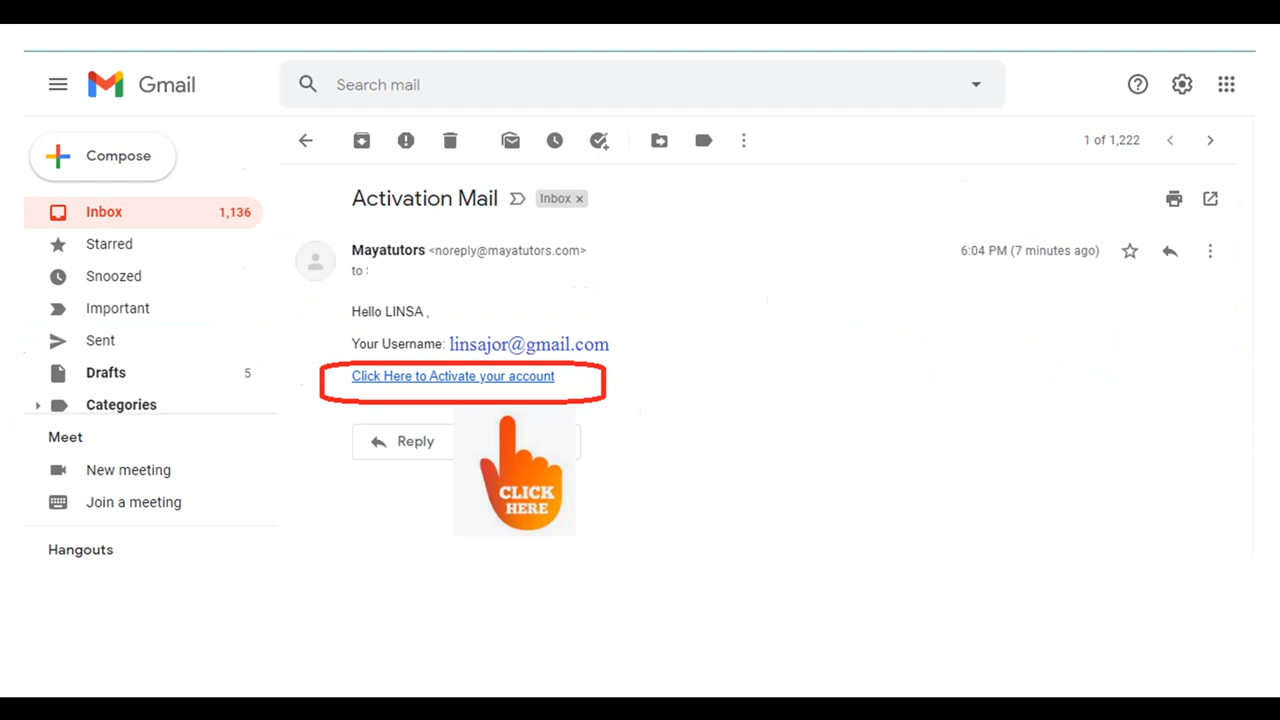 Gmail
Search mail
Compose
1 of 1,222
Activation Mail Inbox x
Inbox 1,136
Starred
Snoozed
Important
Sent
Drafts 5
Categories
Meet
New meeting
Join a meeting
Hangouts
Mayatutors <noreply@mayatutors.com> 6:04 PM (7 minutes ago)
to :
Hello LINSA ,
Your Username: linsajor@gmail.com
Click Here to Activate your account
Reply
CLICK
HERE